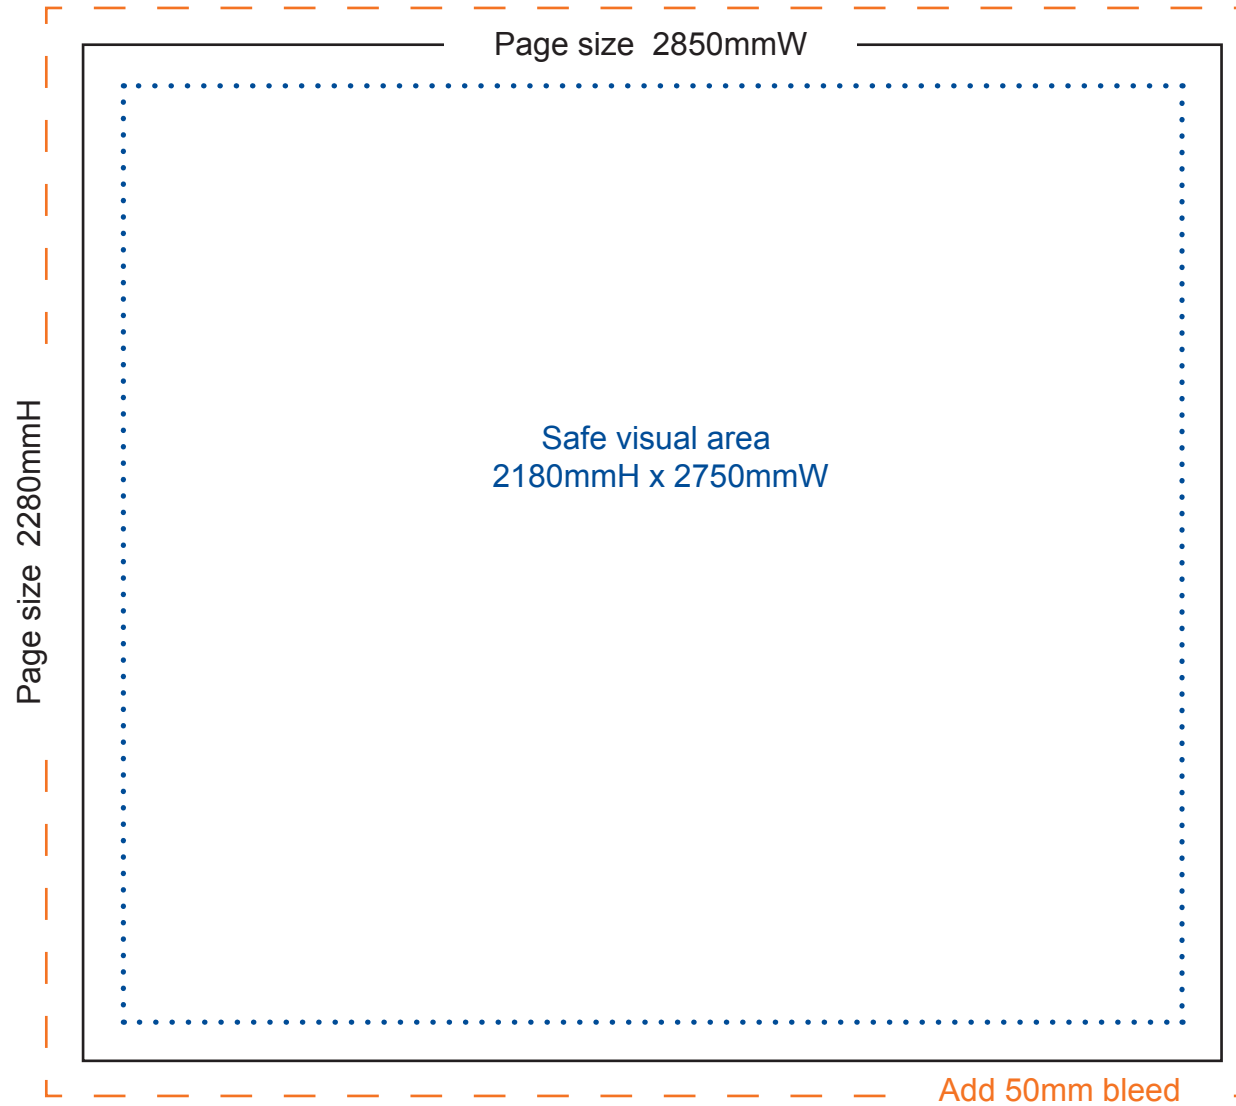 Page size  2850mmW
Page size  2280mmH
Safe visual area
2180mmH x 2750mmW
Add 50mm bleed